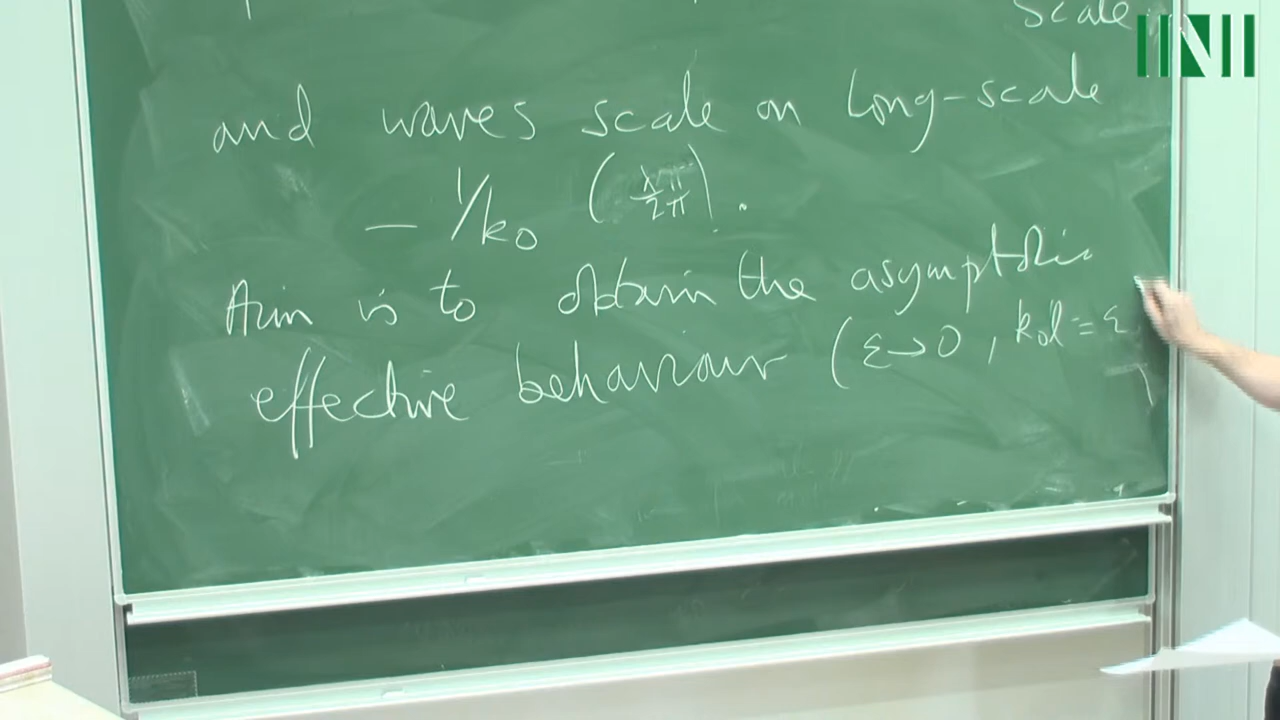 scale,
and waves scale on long-scale
— 1/k0 (λ/2π).
Aim is to obtain the asymptotic
effective behaviour (ε→0, k0l = ε